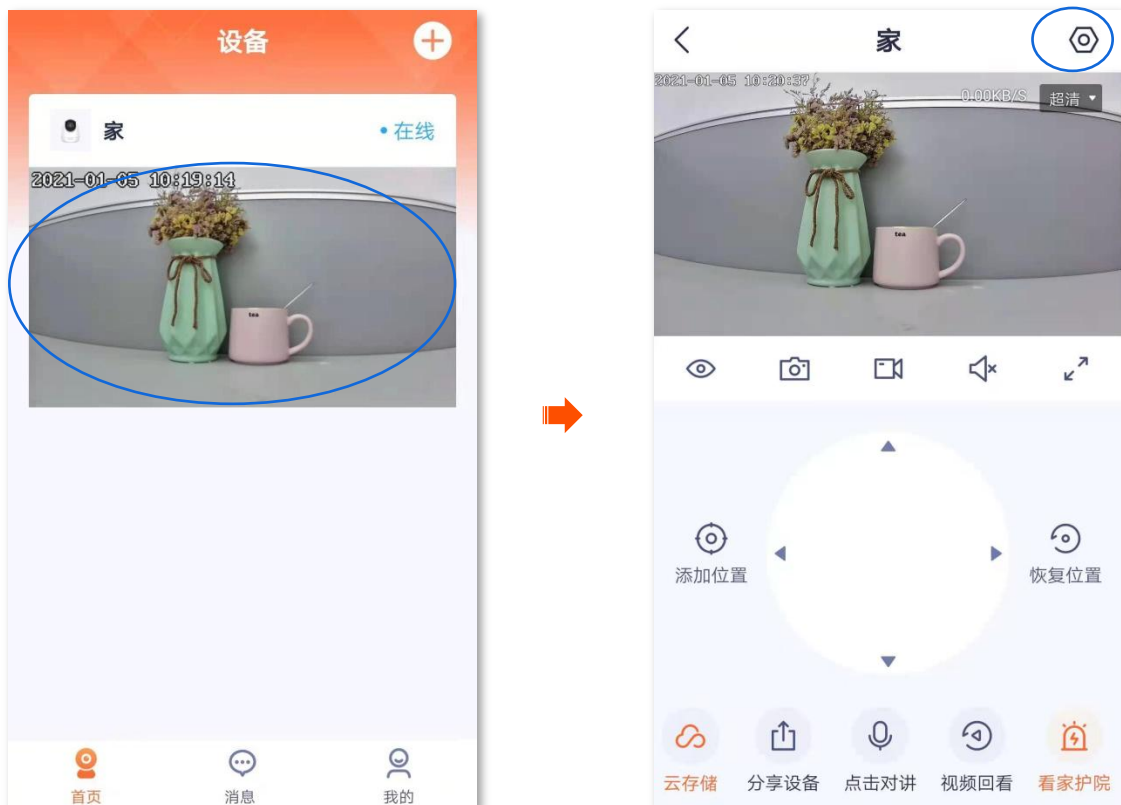 设备
家
•在线
2021-01-05 10:19:14
tea
首页
消息
我的
家
2021-01-05 10:20:37
0.00KB/S
超清
tea
添加位置
恢复位置
云存储
分享设备
点击对讲
视频回看
看家护院